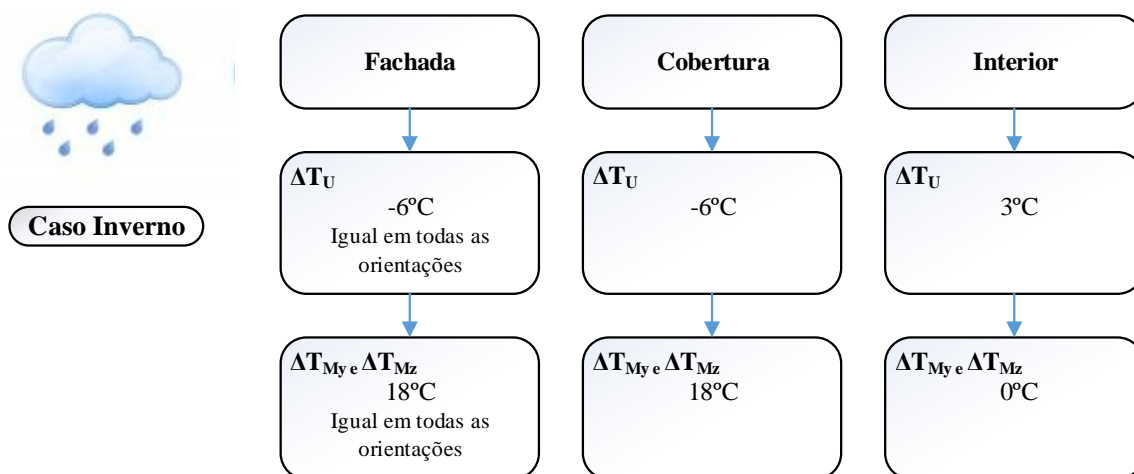 Fachada
Cobertura
Interior
Caso Inverno
ΔTU
-6ºC
Igual em todas as
orientações
ΔTU
-6ºC
ΔTU
3ºC
ΔTMy e ΔTMz
18ºC
Igual em todas as
orientações
ΔTMy e ΔTMz
18ºC
ΔTMy e ΔTMz
0ºC